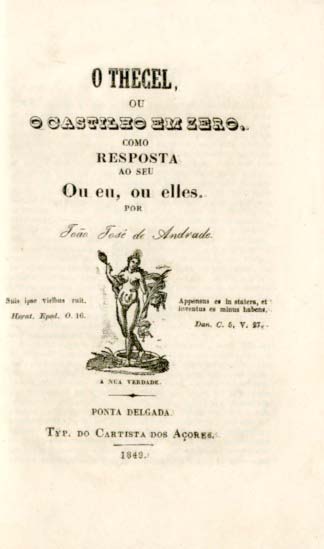 O THECEL,
OU
O CASTILHO EM ZERO,
COMO
RESPOSTA
AO SEU
Ou eu, ou elles.
POR
João José de Andrade.
Suis ipse viribus ruit.
Horat. Epod. O. 16.
Appensus es in statera, et
inventus es minus habens,
Dan. C. 5, V. 27.
A NUA VERDADE.
PONTA DELGADA
TYP. DO CARTISTA DOS AÇORES.
1849.